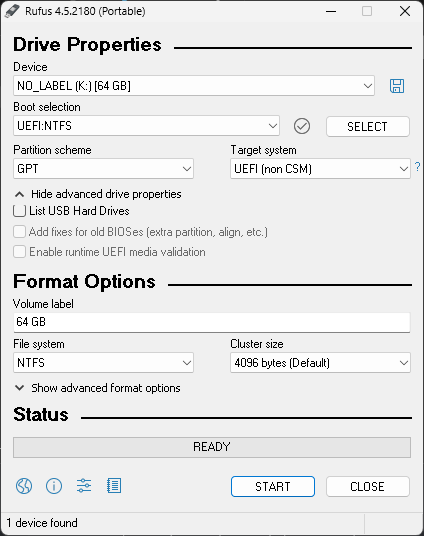 Rufus 4.5.2180 (Portable)
Drive Properties
Device
NO_LABEL (K:) [64 GB]
Boot selection
UEFI:NTFS
SELECT
Partition scheme
Target system
GPT
UEFI (non CSM)
?
Hide advanced drive properties
List USB Hard Drives
Add fixes for old BIOSes (extra partition, align, etc.)
Enable runtime UEFI media validation
Format Options
Volume label
64 GB
File system
Cluster size
NTFS
4096 bytes (Default)
Show advanced format options
Status
READY
START
CLOSE
1 device found